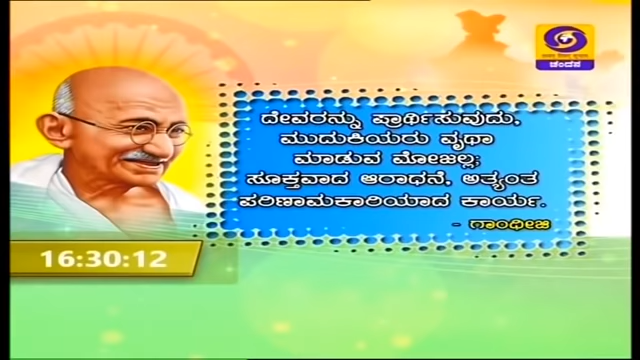 ಚಂದನ
ದೇವರನ್ನು ಪ್ರಾರ್ಥಿಸುವುದು,
ಮುದುಕಿಯರು ವೃಥಾ
ಮಾಡುವ ಮೋಜಲ್ಲ;
ಸೂಕ್ತವಾದ ಆರಾಧನೆ, ಅತ್ಯಂತ
ಪರಿಣಾಮಕಾರಿಯಾದ ಕಾರ್ಯ.
- ಗಾಂಧೀಜಿ
16:30:12